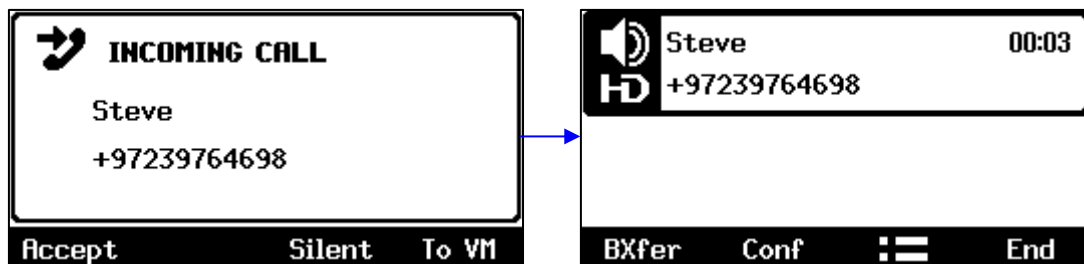 INCOMING CALL
Steve
+97239764698
Accept Silent To VM
Steve 00:03
HD +97239764698
BXfer Conf End